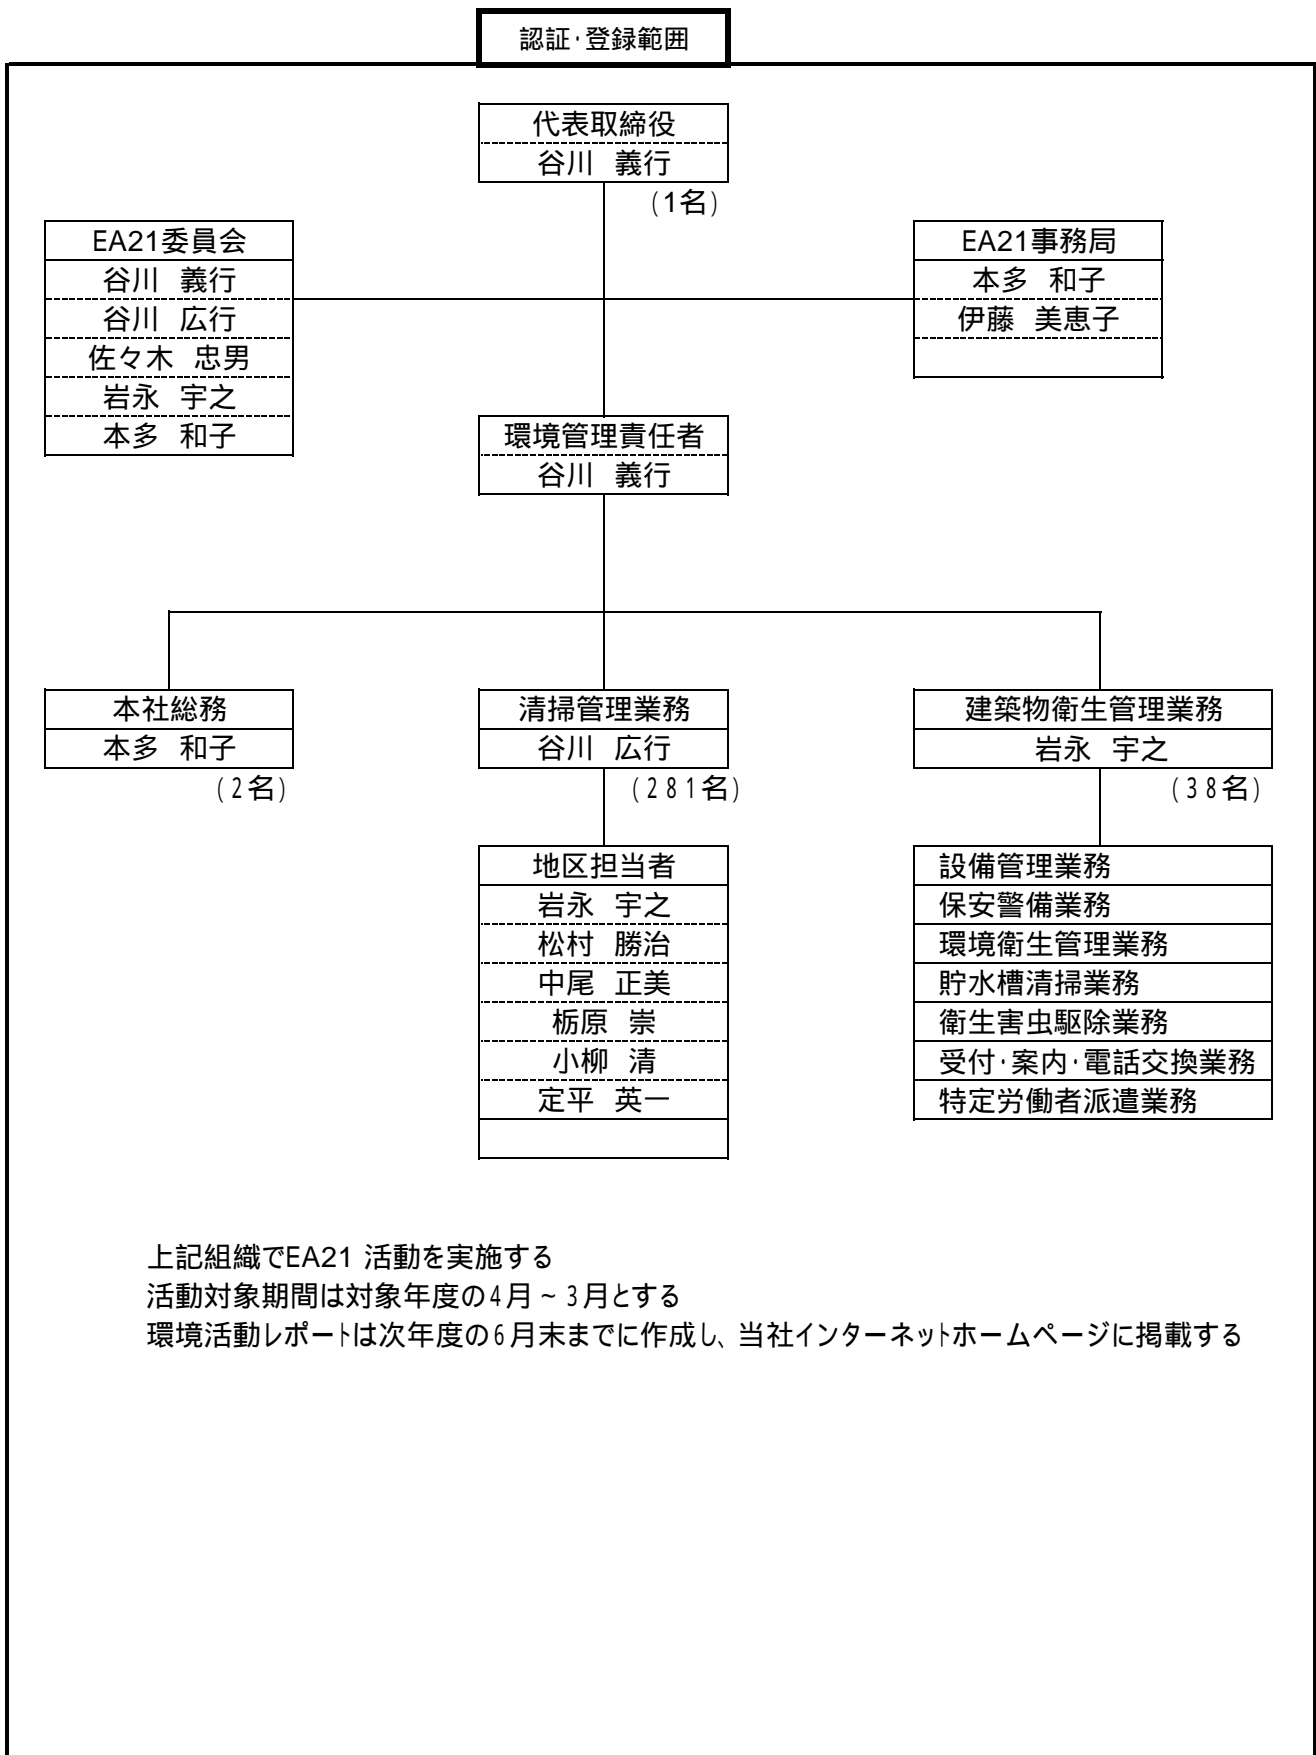 認証・登録範囲
代表取締役
谷川 義行
(1名)
EA21委員会
谷川 義行
谷川 広行
佐々木 忠男
岩永 宇之
本多 和子
EA21事務局
本多 和子
伊藤 美恵子
環境管理責任者
谷川 義行
本社総務
本多 和子
(2名)
清掃管理業務
谷川 広行
(281名)
建築物衛生管理業務
岩永 宇之
(38名)
地区担当者
岩永 宇之
松村 勝治
中尾 正美
栃原 崇
小柳 清
定平 英一
設備管理業務
保安警備業務
環境衛生管理業務
貯水槽清掃業務
衛生害虫駆除業務
受付・案内・電話交換業務
特定労働者派遣業務
上記組織でEA21 活動を実施する
活動対象期間は対象年度の4月~3月とする
環境活動レポートは次年度の6月末までに作成し、当社インターネットホームページに掲載する